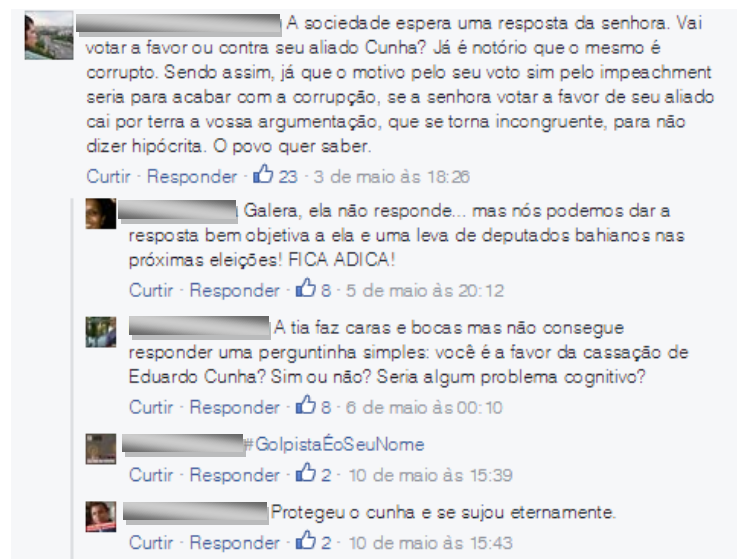 A sociedade espera uma resposta da senhora. Vai
votar a favor ou contra seu aliado Cunha? Já é notório que o mesmo é
corrupto. Sendo assim, já que o motivo pelo seu voto sim pelo impeachment
seria para acabar com a corrupção, se a senhora votar a favor de seu aliado
cai por terra a vossa argumentação, que se torna incongruente, para não
dizer hipócrita. O povo quer saber.
Curtir · Responder · 23 · 3 de maio às 18:26
Galera, ela não responde... mas nós podemos dar a
resposta bem objetiva a ela e uma leva de deputados bahianos nas
próximas eleições! FICA ADICA!
Curtir · Responder · 8 · 5 de maio às 20:12
A tia faz caras e bocas mas não consegue
responder uma perguntinha simples: você é a favor da cassação de
Eduardo Cunha? Sim ou não? Seria algum problema cognitivo?
Curtir · Responder · 8 · 6 de maio às 00:10
#GolpistaÉoSeuNome
Curtir · Responder · 2 · 10 de maio às 15:39
Protegeu o cunha e se sujou eternamente.
Curtir · Responder · 2 · 10 de maio às 15:43